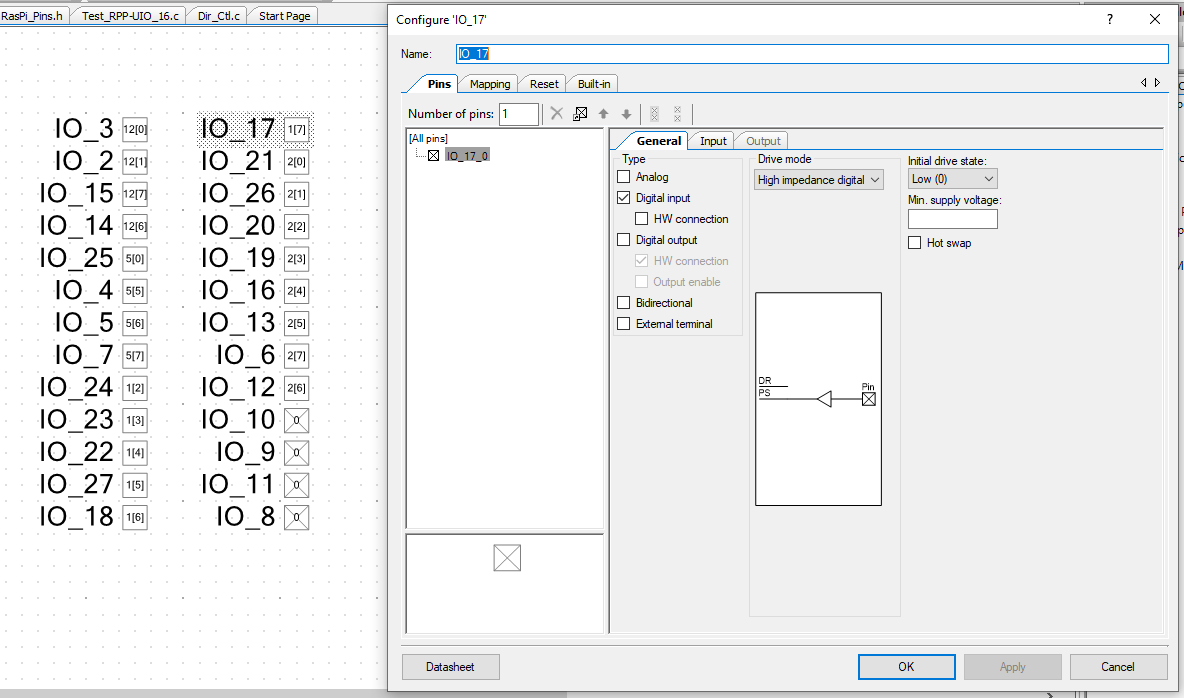 RasPi_Pins.h
Test_RPP-UIO_16.c
Dir_Ctl.c
Start Page
IO_3 12[0]
IO_2 12[1]
IO_15 12[7]
IO_14 12[6]
IO_25 5[0]
IO_4 5[5]
IO_5 5[6]
IO_7 5[7]
IO_24 1[2]
IO_23 1[3]
IO_22 1[4]
IO_27 1[5]
IO_18 1[6]
IO_17 1[7]
IO_21 2[0]
IO_26 2[1]
IO_20 2[2]
IO_19 2[3]
IO_16 2[4]
IO_13 2[5]
IO_6 2[7]
IO_12 2[6]
IO_10 0
IO_9 0
IO_11 0
IO_8 0
Configure 'IO_17'
?
Name: IO_17
Pins
Mapping
Reset
Built-in
Number of pins: 1
[All pins]
IO_17_0
General
Input
Output
Type
Analog
Digital input
HW connection
Digital output
HW connection
Output enable
Bidirectional
External terminal
Drive mode
High impedance digital
DR
PS
Pin
Initial drive state:
Low (0)
Min. supply voltage:
Hot swap
Datasheet
OK
Apply
Cancel